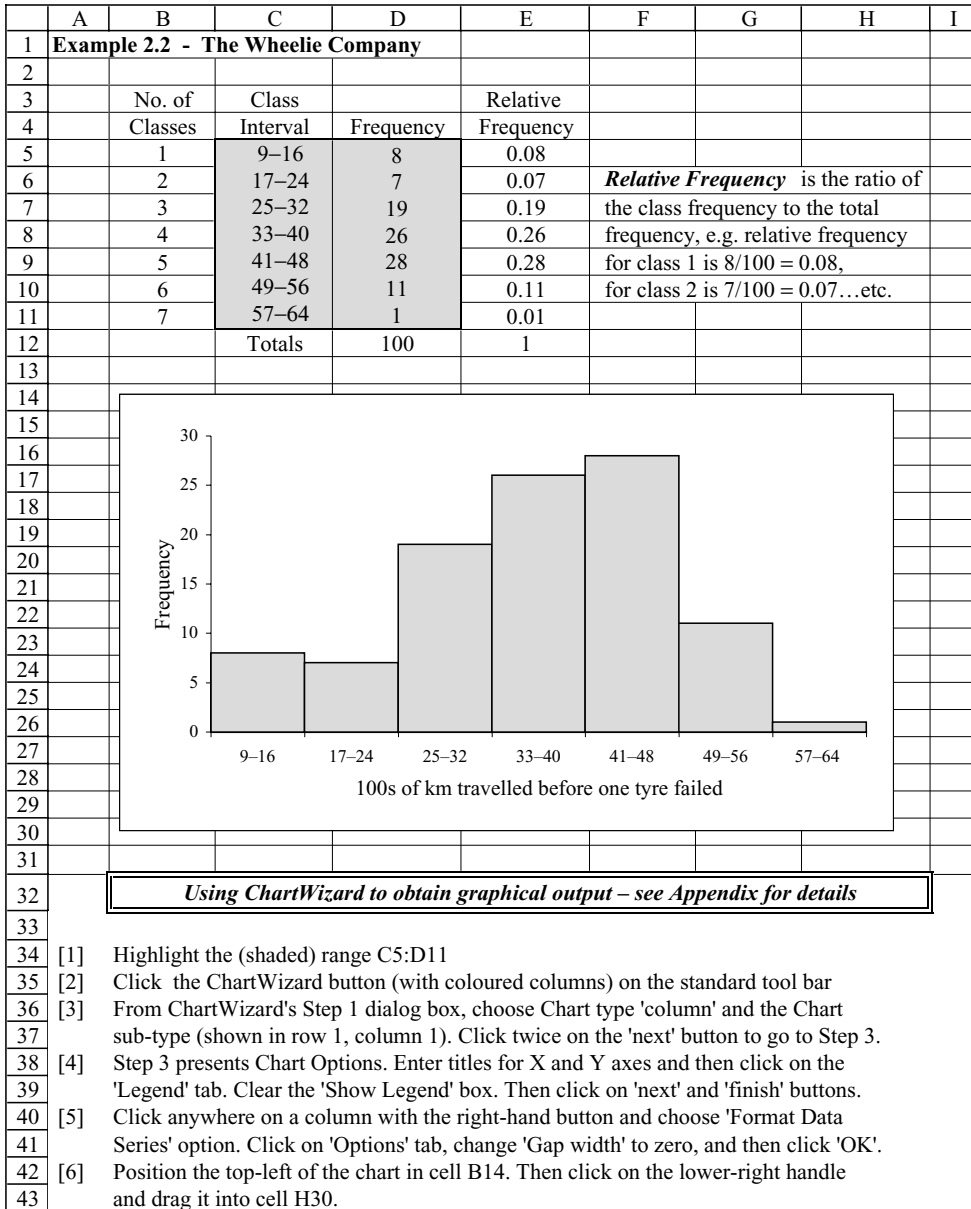 A B C D E F G H I
1 Example 2.2 - The Wheelie Company
2
3 No. of Class Relative
4 Classes Interval Frequency Frequency
5 1 9–16 8 0.08
6 2 17–24 7 0.07 Relative Frequency is the ratio of
7 3 25–32 19 0.19 the class frequency to the total
8 4 33–40 26 0.26 frequency, e.g. relative frequency
9 5 41–48 28 0.28 for class 1 is 8/100 = 0.08,
10 6 49–56 11 0.11 for class 2 is 7/100 = 0.07…etc.
11 7 57–64 1 0.01
12 Totals 100 1
13
14
15
16
17
18
19
20
21
22
23
24
25
26
27
28
29
30
31
30
25
20
15
10
5
0
Frequency
9–16 17–24 25–32 33–40 41–48 49–56 57–64
100s of km travelled before one tyre failed
32 Using ChartWizard to obtain graphical output – see Appendix for details
33
34 [1] Highlight the (shaded) range C5:D11
35 [2] Click the ChartWizard button (with coloured columns) on the standard tool bar
36 [3] From ChartWizard's Step 1 dialog box, choose Chart type 'column' and the Chart
37 sub-type (shown in row 1, column 1). Click twice on the 'next' button to go to Step 3.
38 [4] Step 3 presents Chart Options. Enter titles for X and Y axes and then click on the
39 'Legend' tab. Clear the 'Show Legend' box. Then click on 'next' and 'finish' buttons.
40 [5] Click anywhere on a column with the right-hand button and choose 'Format Data
41 Series' option. Click on 'Options' tab, change 'Gap width' to zero, and then click 'OK'.
42 [6] Position the top-left of the chart in cell B14. Then click on the lower-right handle
43 and drag it into cell H30.